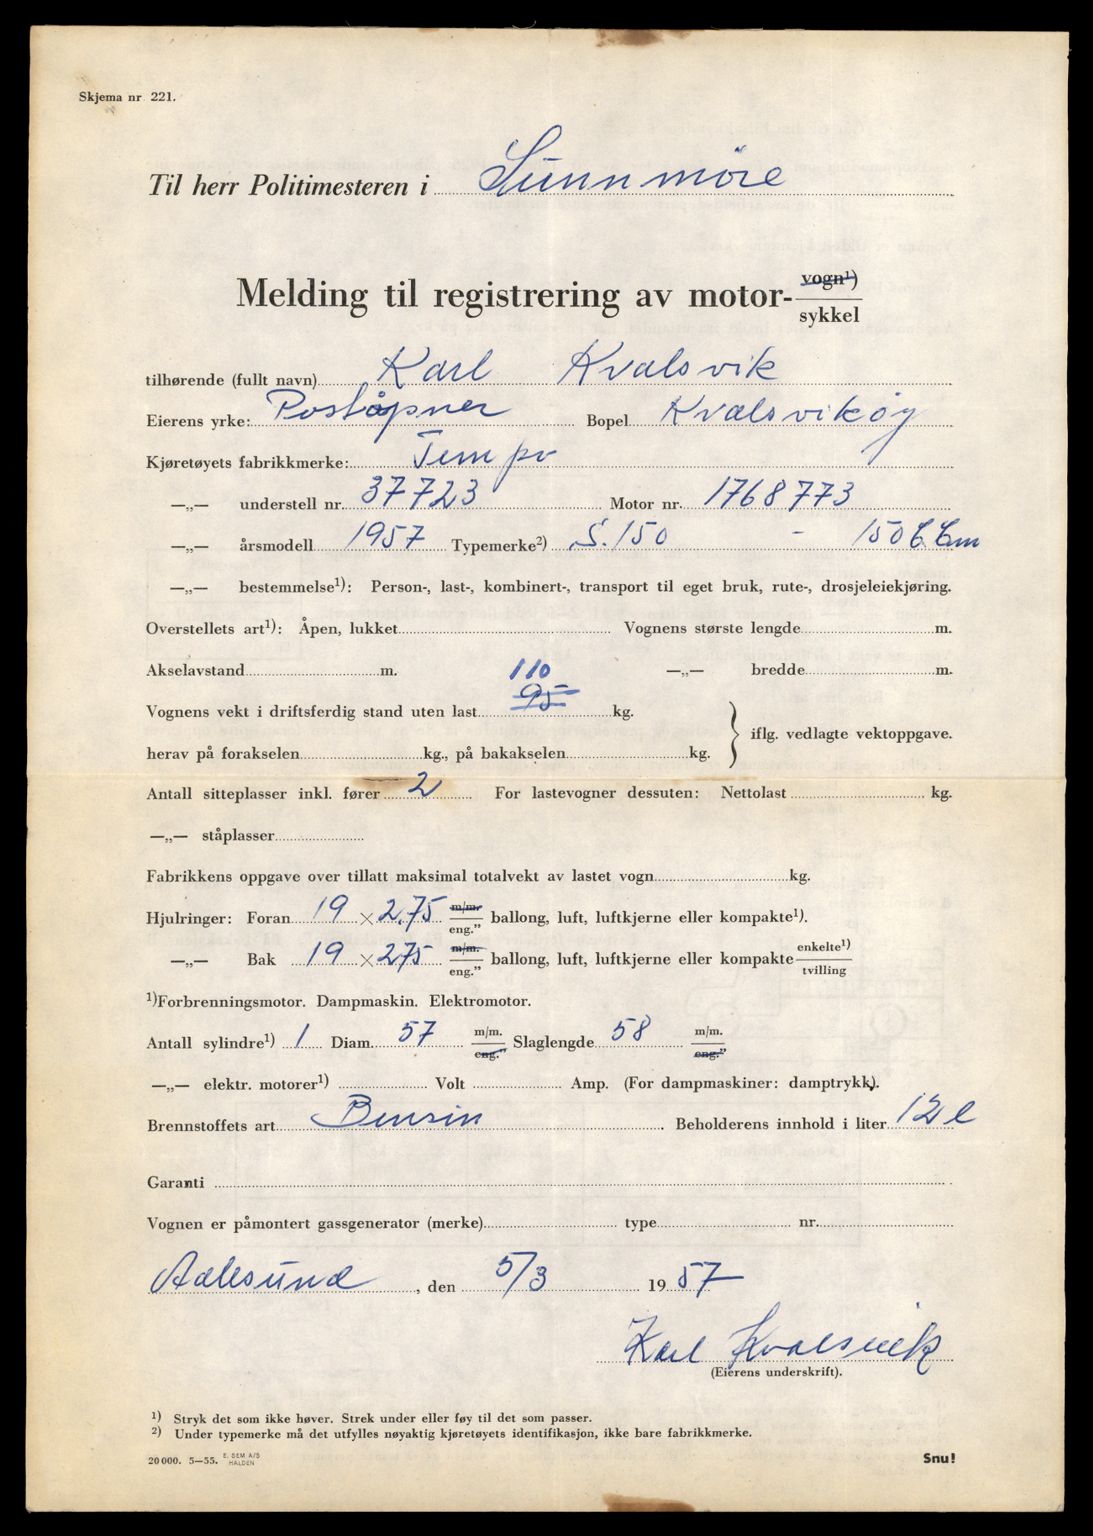 Skjema nr 221.
Til herr Politimesteren i Sunnmöre
Melding til registrering av motor- vogn¹)
sykkel
tilhørende (fullt navn) Karl Kvalsvik
Eierens yrke: Poståpner Bopel Kvalsvikøy
Kjøretøyets fabrikkmerke: Tempo
—„— understell nr. 37723 Motor nr. 1768773
—„— årsmodell 1957 Typemerke²) S. 150 - 150 C. Cm
—„— bestemmelse¹): Person-, last-, kombinert-, transport til eget bruk, rute-, drosjeleiekjøring.
Overstellets art¹): Åpen, lukket Vognens største lengde m.
Akselavstand m. 110 —„— bredde m.
Vognens vekt i driftsferdig stand uten last 95 kg.
iflg. vedlagte vektoppgave.
herav på forakselen kg., på bakakselen kg.
Antall sitteplasser inkl. fører 2 For lastevogner dessuten: Nettolast kg.
—„— ståplasser
Fabrikkens oppgave over tillatt maksimal totalvekt av lastet vogn kg.
Hjulringer: Foran 19 × 2.75 m/m. eng." ballong, luft, luftkjerne eller kompakte¹).
—„— Bak 19 × 275 m/m. eng." ballong, luft, luftkjerne eller kompakte enkelte¹) tvilling
¹)Forbrenningsmotor. Dampmaskin. Elektromotor.
Antall sylindre¹) 1 Diam. 57 m/m. eng." Slaglengde 58 m/m. eng."
—„— elektr. motorer¹) Volt Amp. (For dampmaskiner: damptrykk).
Brennstoffets art Bensin Beholderens innhold i liter 12 l
Garanti
Vognen er påmontert gassgenerator (merke) type nr.
Aalesund, den 5/3 19 57
Karl Kvalsvik
(Eierens underskrift).
¹) Stryk det som ikke høver. Strek under eller føy til det som passer.
²) Under typemerke må det utfylles nøyaktig kjøretøyets identifikasjon, ikke bare fabrikkmerke.
20 000. 5—55. E. SEM A/S HALDEN
Snu!